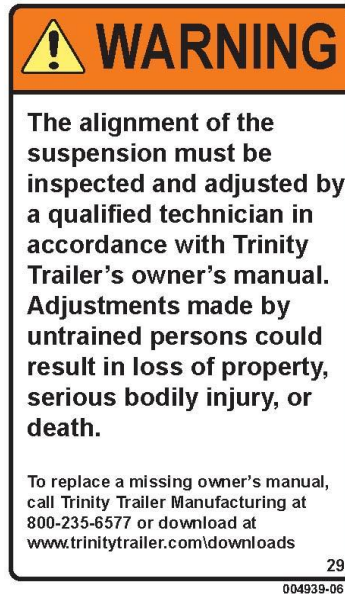 WARNING
The alignment of the
suspension must be
inspected and adjusted by
a qualified technician in
accordance with Trinity
Trailer's owner's manual.
Adjustments made by
untrained persons could
result in loss of property,
serious bodily injury, or
death.
To replace a missing owner's manual,
call Trinity Trailer Manufacturing at
800-235-6577 or download at
www.trinitytrailer.com\downloads
29
004939-06